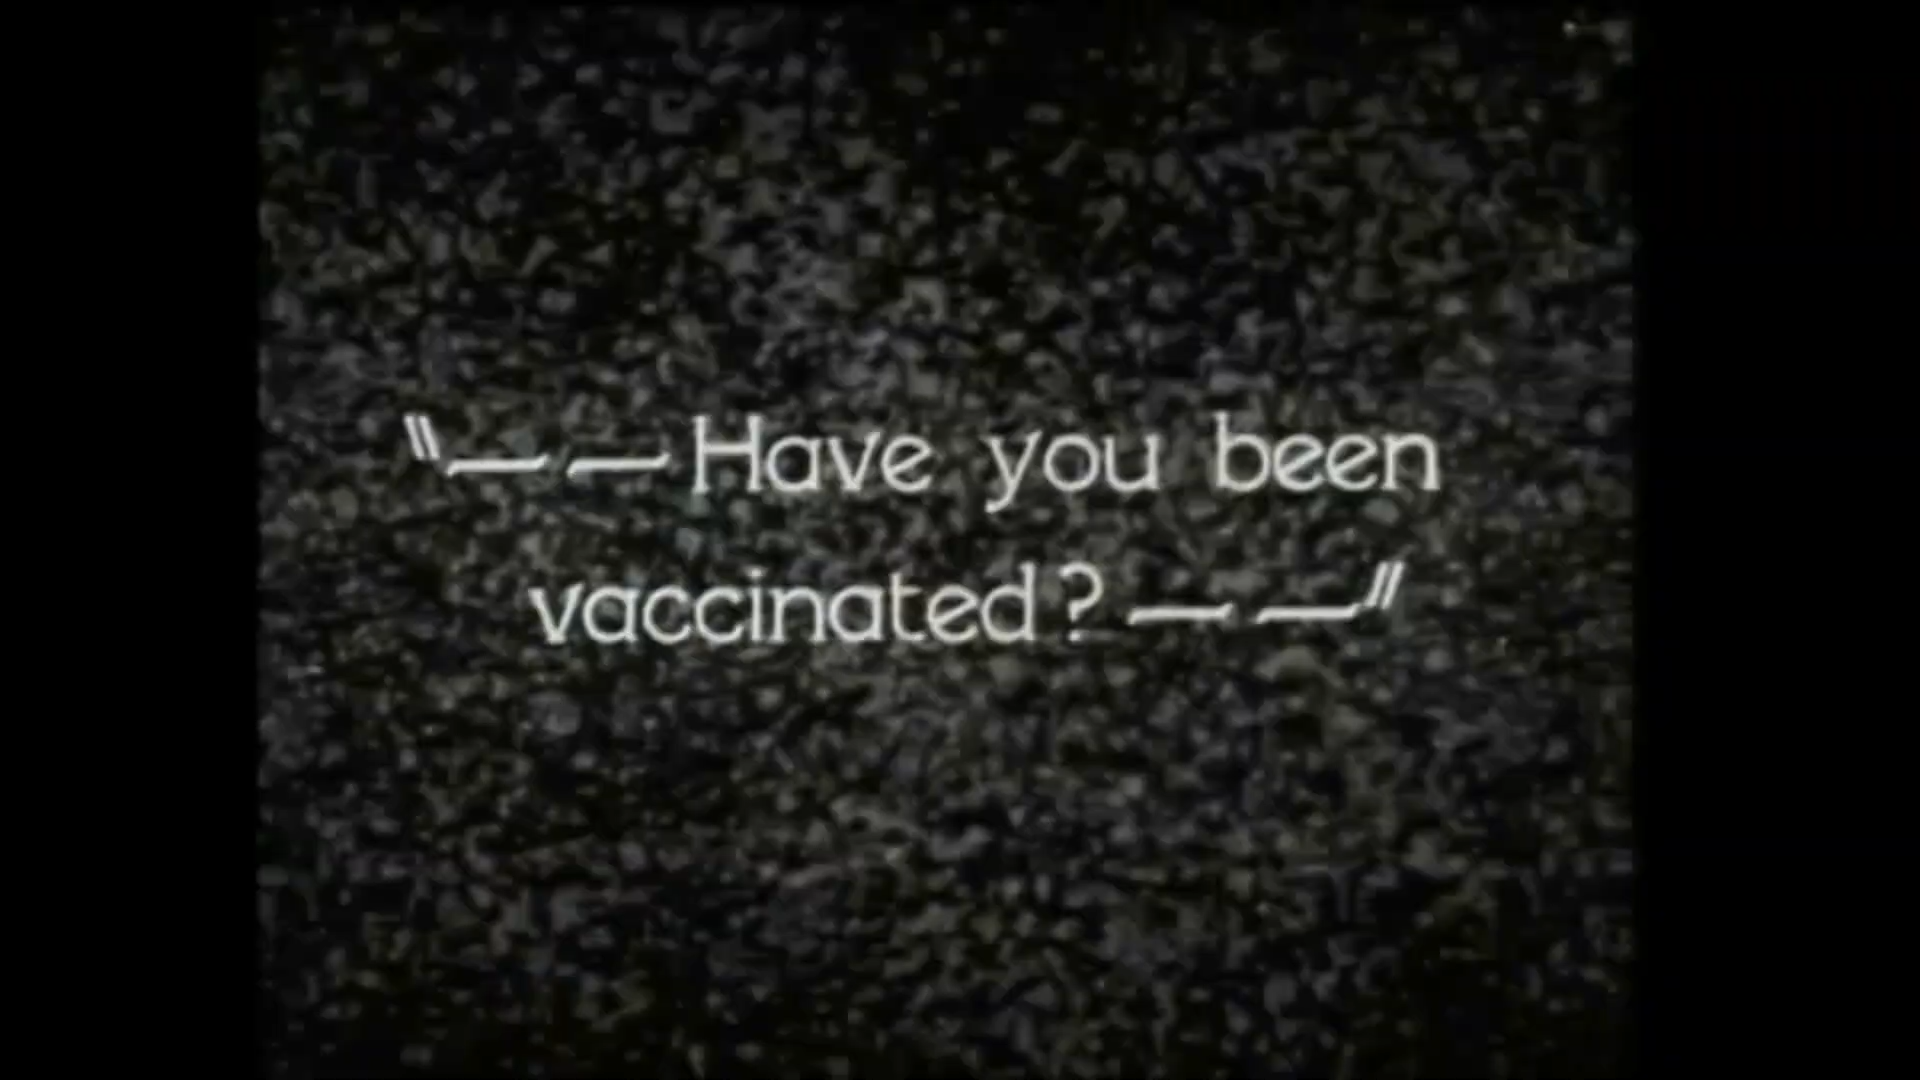 "— — Have you been
vaccinated? — —"